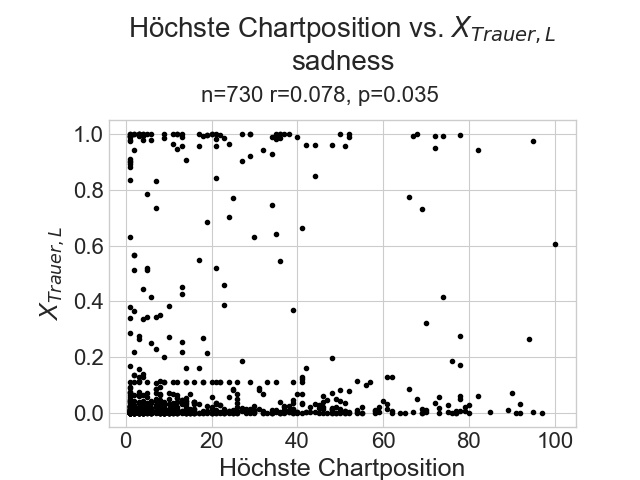 Höchste Chartposition vs. X_{Trauer, L}
sadness
n=730 r=0.078, p=0.035
1.0
0.8
0.6
0.4
0.2
0.0
X_{Trauer, L}
0 20 40 60 80 100
Höchste Chartposition